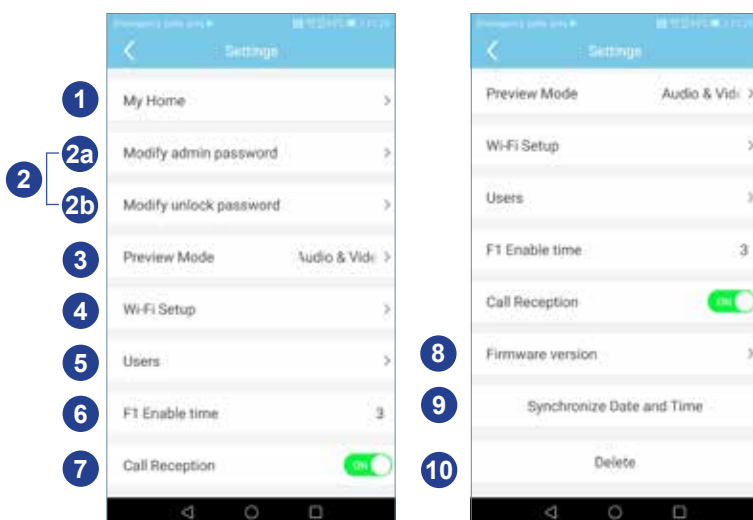 Settings
1 My Home >
2
2a Modify admin password >
2b Modify unlock password >
3 Preview Mode Audio & Vide >
4 Wi-Fi Setup >
5 Users >
6 F1 Enable time 3
7 Call Reception ON
Settings
Preview Mode Audio & Vide >
Wi-Fi Setup >
Users >
F1 Enable time 3
Call Reception ON
8 Firmware version >
9 Synchronize Date and Time
10 Delete